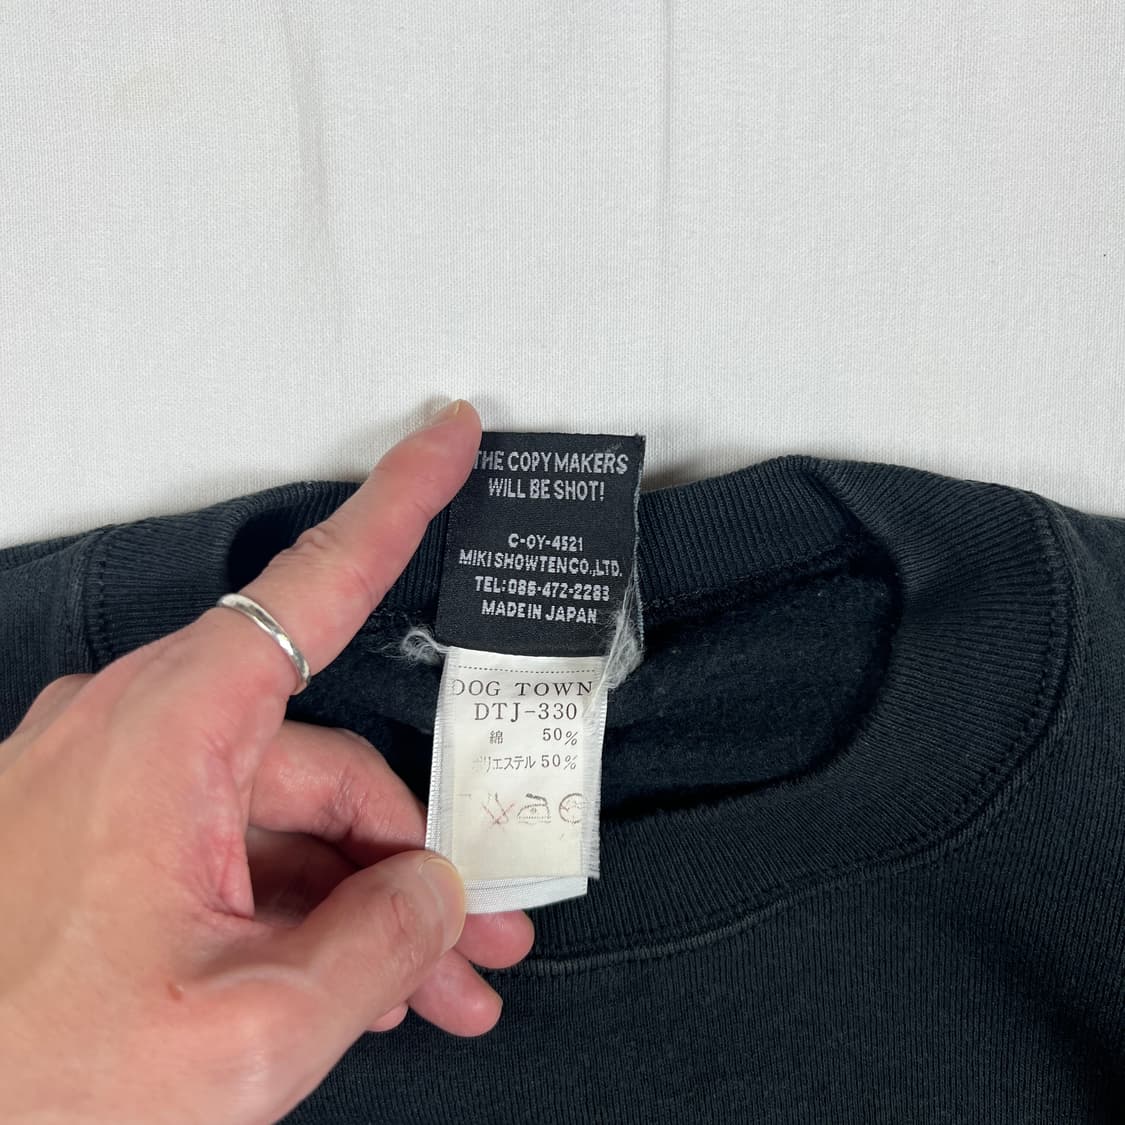 THE COPY MAKERS
WILL BE SHOT!
C-OY-4521
MIKI SHOWTEN CO.,LTD.
TEL:086-472-2283
MADE IN JAPAN
DOG TOWN
DTJ-330
綿 50%
ポリエステル 50%